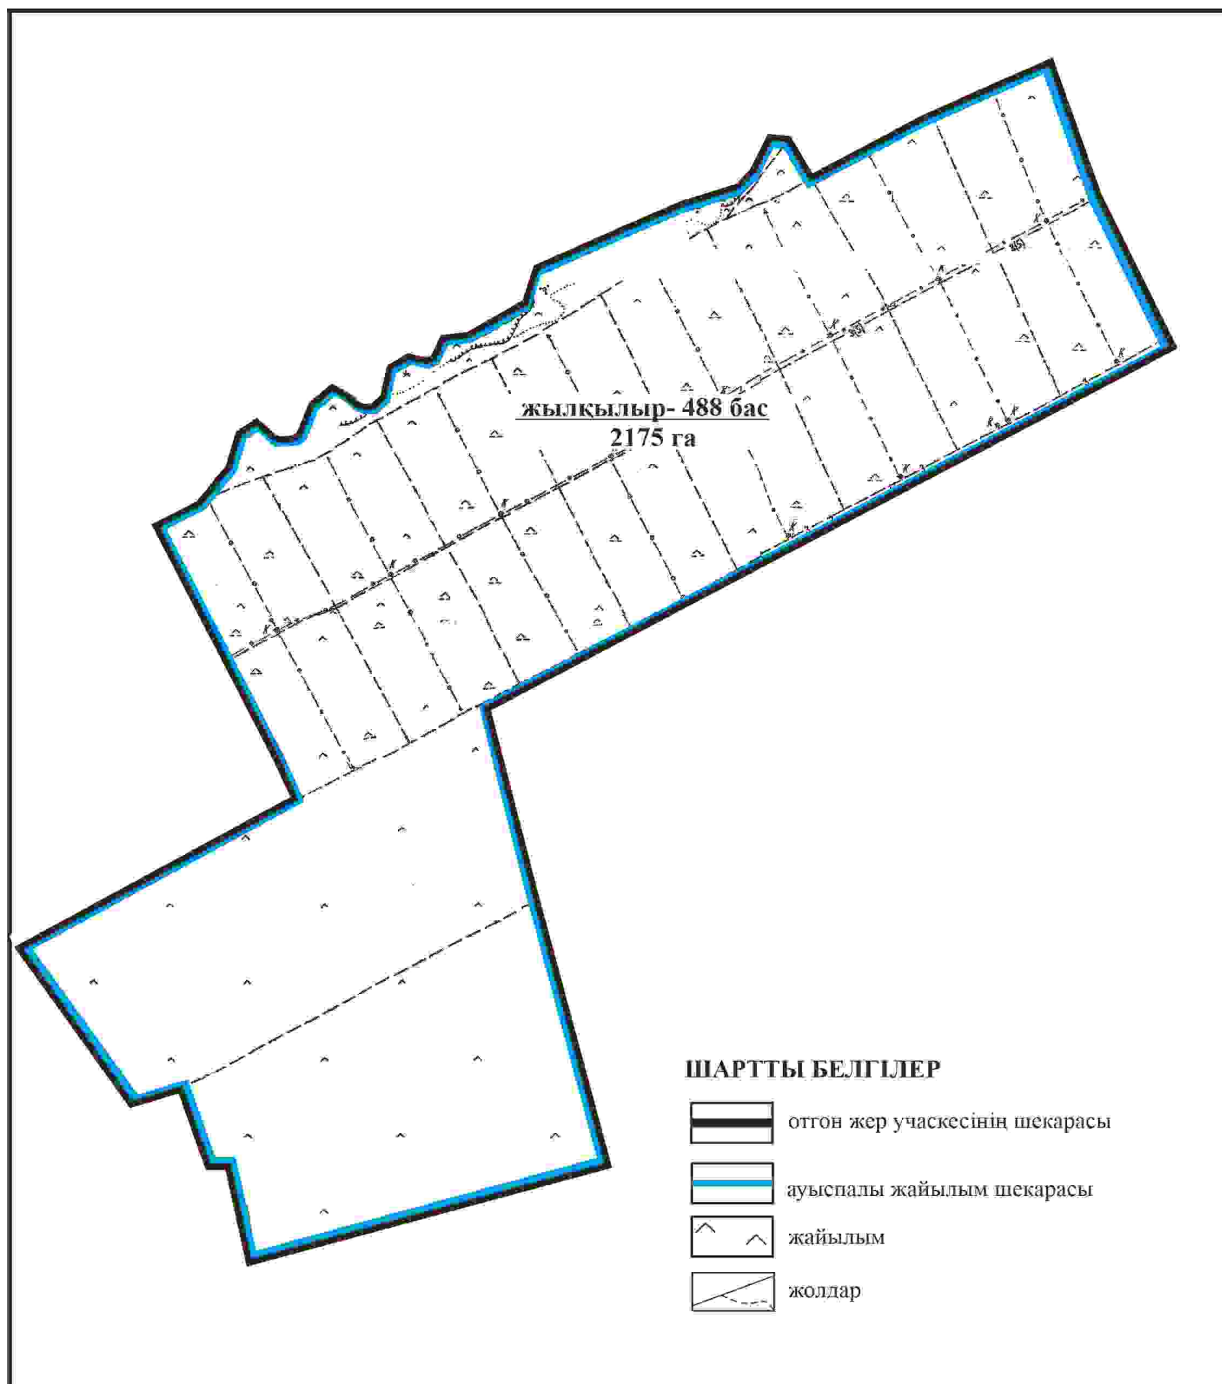 жылқылыр- 488 бас
2175 га
ШАРТТЫ БЕЛГІЛЕР
отгон жер учаскесінің шекарасы
ауыспалы жайылым шекарасы
жайылым
жолдар